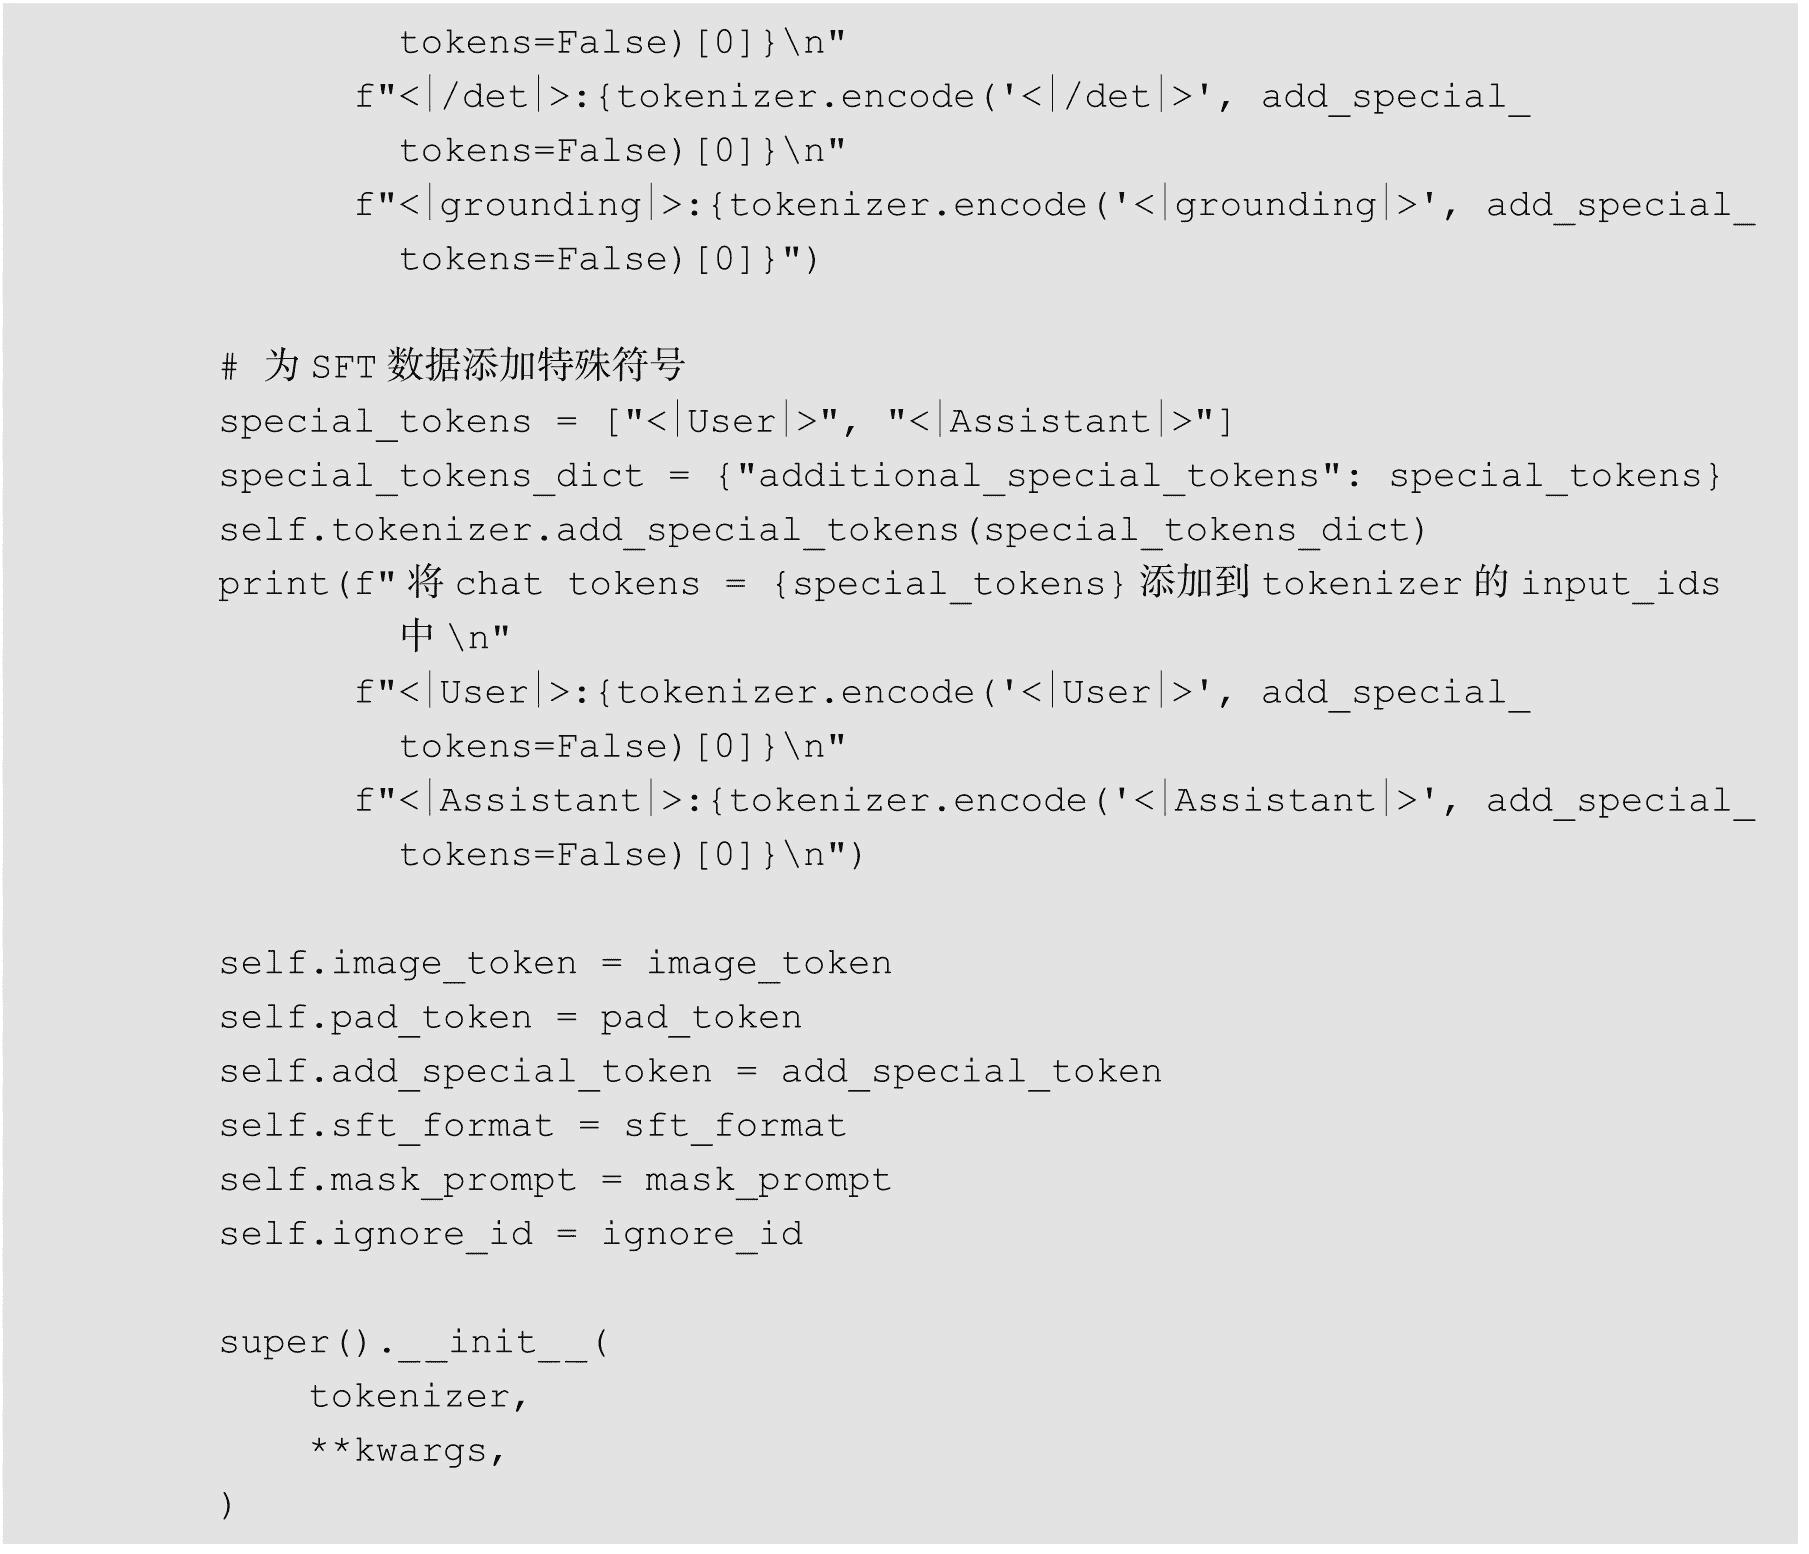 tokens=False)[0]}\n"
f"<|/det|>:{tokenizer.encode('<|/det|>', add_special_
tokens=False)[0]}\n"
f"<|grounding|>:{tokenizer.encode('<|grounding|>', add_special_
tokens=False)[0]}")
# 为 SFT 数据添加特殊符号
special_tokens = ["<|User|>", "<|Assistant|>"]
special_tokens_dict = {"additional_special_tokens": special_tokens}
self.tokenizer.add_special_tokens(special_tokens_dict)
print(f" 将 chat tokens = {special_tokens} 添加到 tokenizer 的 input_ids
中 \n"
f"<|User|>:{tokenizer.encode('<|User|>', add_special_
tokens=False)[0]}\n"
f"<|Assistant|>:{tokenizer.encode('<|Assistant|>', add_special_
tokens=False)[0]}\n")
self.image_token = image_token
self.pad_token = pad_token
self.add_special_token = add_special_token
self.sft_format = sft_format
self.mask_prompt = mask_prompt
self.ignore_id = ignore_id
super().__init__(
tokenizer,
**kwargs,
)